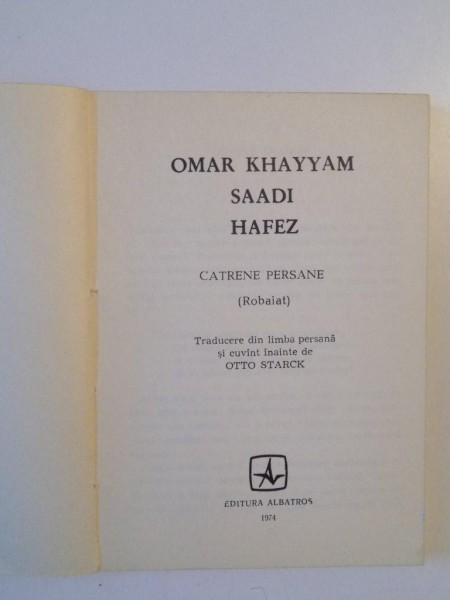 OMAR KHAYYAM
SAADI
HAFEZ
CATRENE PERSANE
(Robaiat)
Traducere din limba persană
și cuvînt înainte de
OTTO STARCK
EDITURA ALBATROS
1974